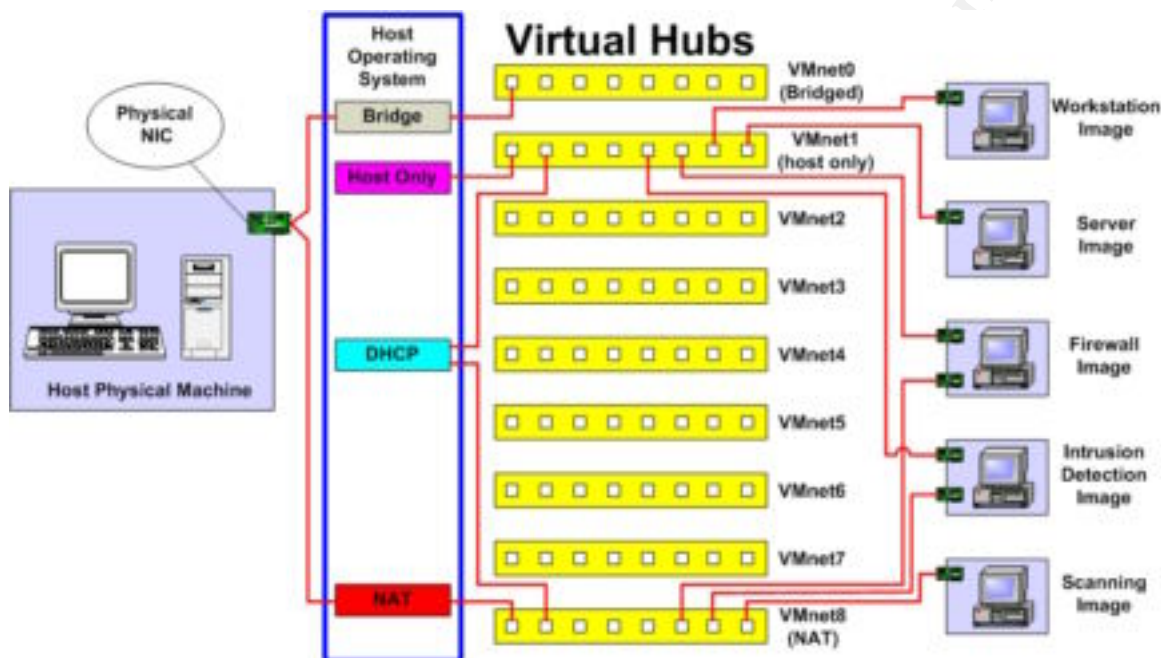 Virtual Hubs
Host
Operating
System
Physical
NIC
Bridge
Host Only
DHCP
NAT
Host Physical Machine
VMnet0
(Bridged)
VMnet1
(host only)
VMnet2
VMnet3
VMnet4
VMnet5
VMnet6
VMnet7
VMnet8
(NAT)
Workstation
Image
Server
Image
Firewall
Image
Intrusion
Detection
Image
Scanning
Image